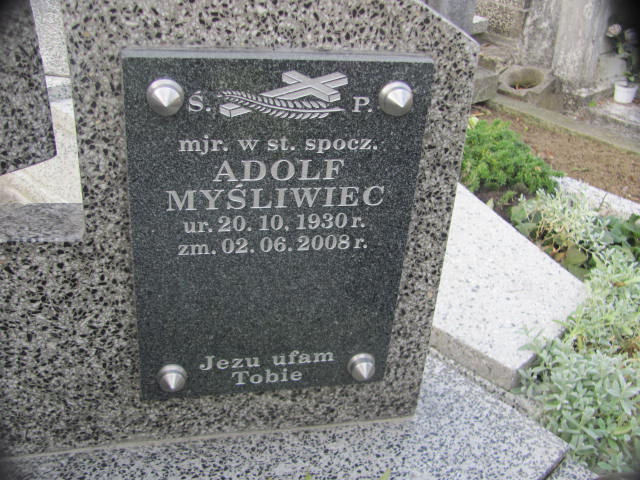 Ś. P.
mjr. w st. spocz.
ADOLF
MYŚLIWIEC
ur. 20. 10. 1930 r.
zm. 02. 06. 2008 r.
Jezu ufam
Tobie